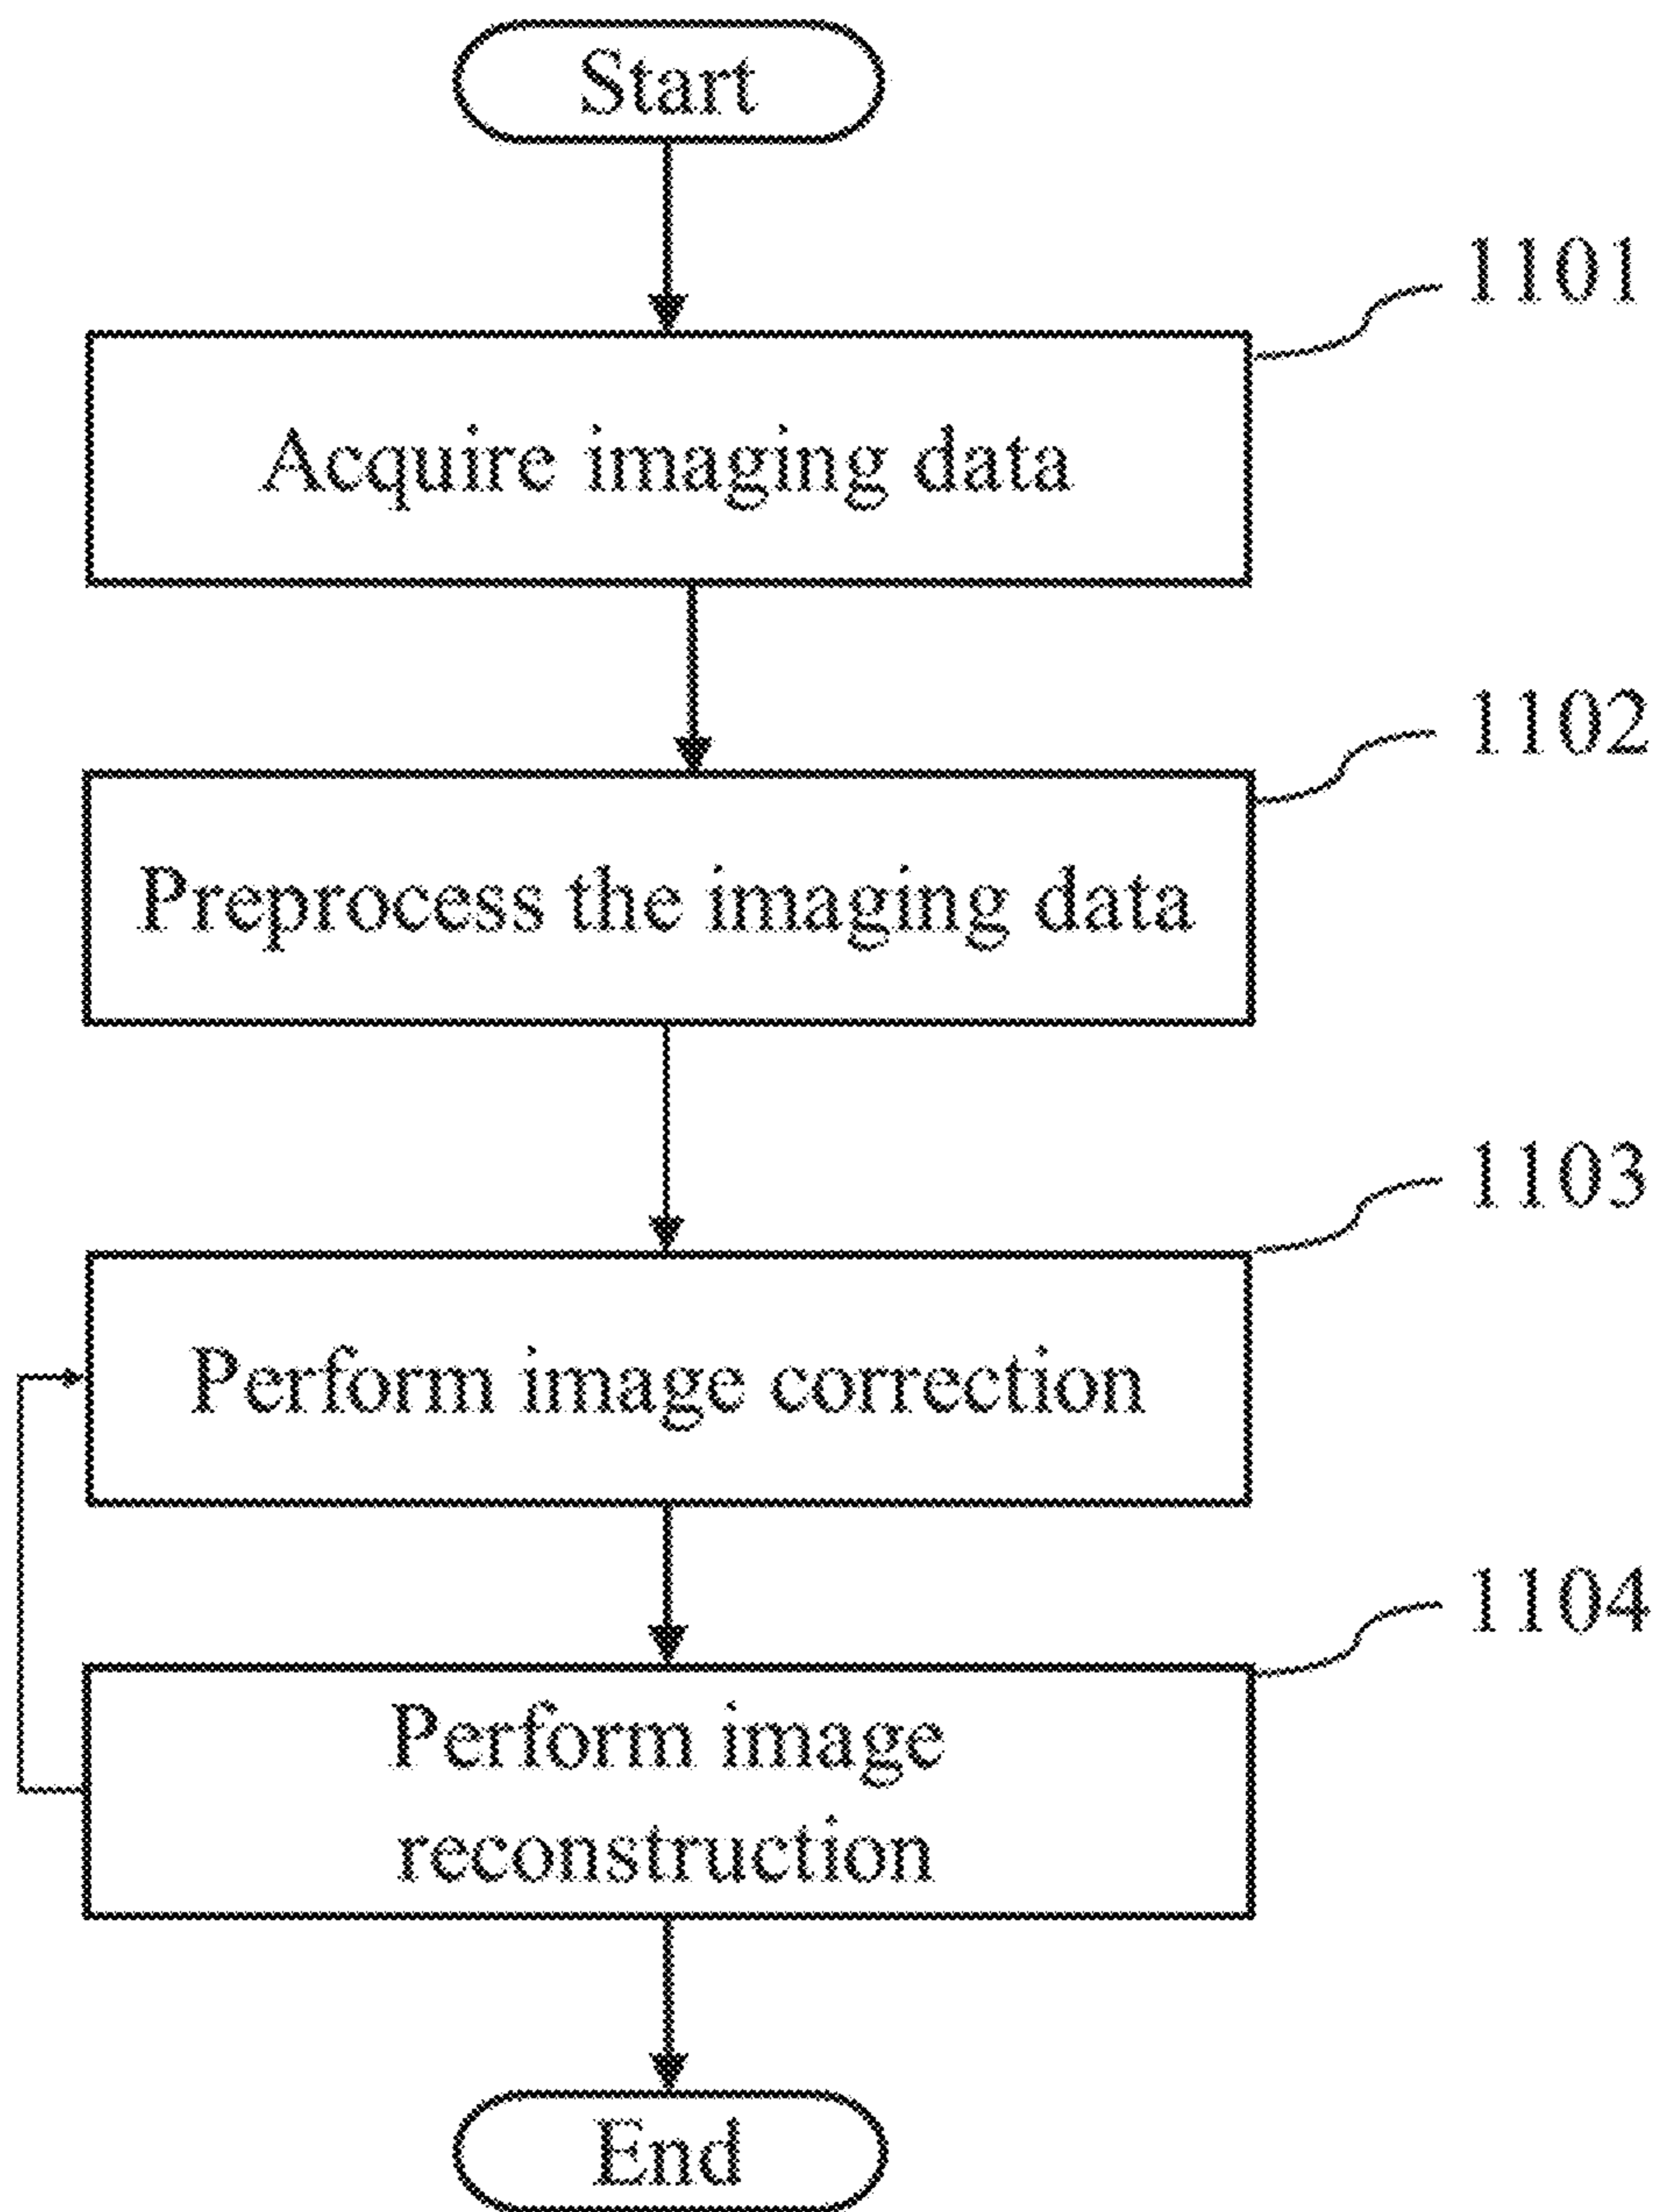 Start
1101
Acquire imaging data
1102
Preprocess the imaging data
1103
Perform image correction
1104
Perform image
reconstruction
End